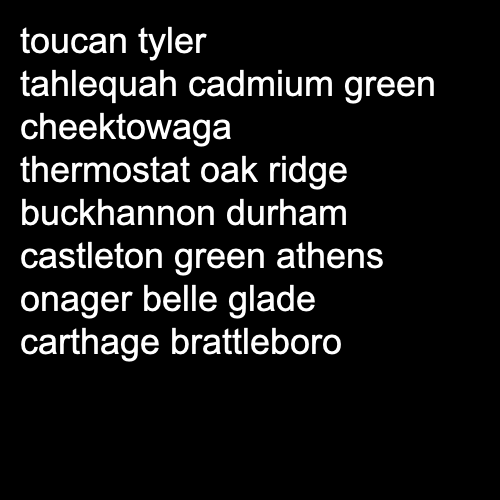 toucan tyler
tahlequah cadmium green
cheektowaga
thermostat oak ridge
buckhannon durham
castleton green athens
onager belle glade
carthage brattleboro